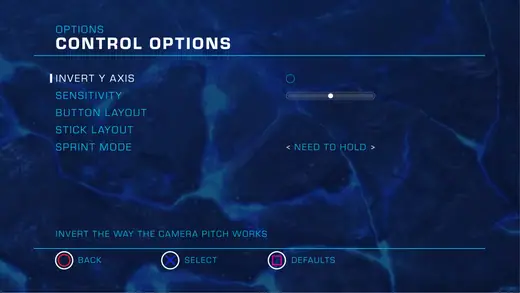 OPTIONS
CONTROL OPTIONS
INVERT Y AXIS
SENSITIVITY
BUTTON LAYOUT
STICK LAYOUT
SPRINT MODE < NEED TO HOLD >
INVERT THE WAY THE CAMERA PITCH WORKS
BACK SELECT DEFAULTS